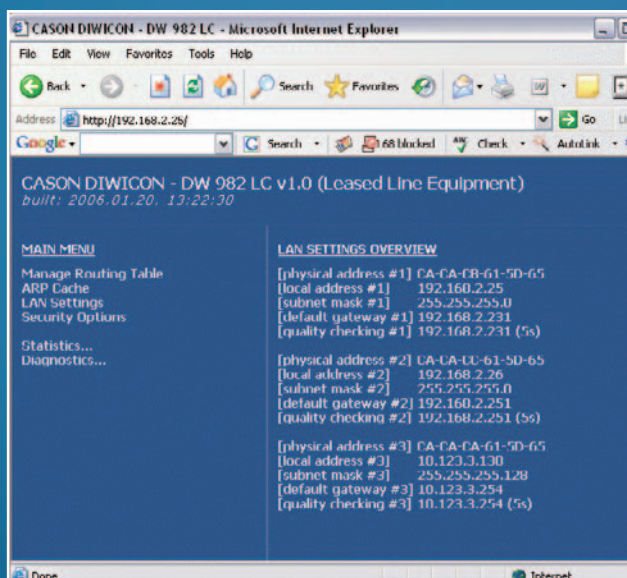 CASON DIWICON - DW 982 LC - Microsoft Internet Explorer
File Edit View Favorites Tools Help
Back Search Favorites
Address http://192.168.2.25/ Go
Google Search 168 blocked Check AutoLink
CASON DIWICON - DW 982 LC v1.0 (Leased Line Equipment)
built: 2006.01.20. 13:22:30
MAIN MENU
Manage Routing Table
ARP Cache
LAN Settings
Security Options
Statistics...
Diagnostics...
LAN SETTINGS OVERVIEW
[physical address #1] CA-CA-CB-61-5D-65
[local address #1] 192.168.2.25
[subnet mask #1] 255.255.255.0
[default gateway #1] 192.168.2.231
[quality checking #1] 192.168.2.231 (5s)
[physical address #2] CA-CA-CC-61-5D-65
[local address #2] 192.168.2.26
[subnet mask #2] 255.255.255.0
[default gateway #2] 192.168.2.251
[quality checking #2] 192.168.2.251 (5s)
[physical address #3] CA-CA-CA-61-5D-65
[local address #3] 10.123.3.130
[subnet mask #3] 255.255.255.128
[default gateway #3] 10.123.3.254
[quality checking #3] 10.123.3.254 (5s)
Done Internet